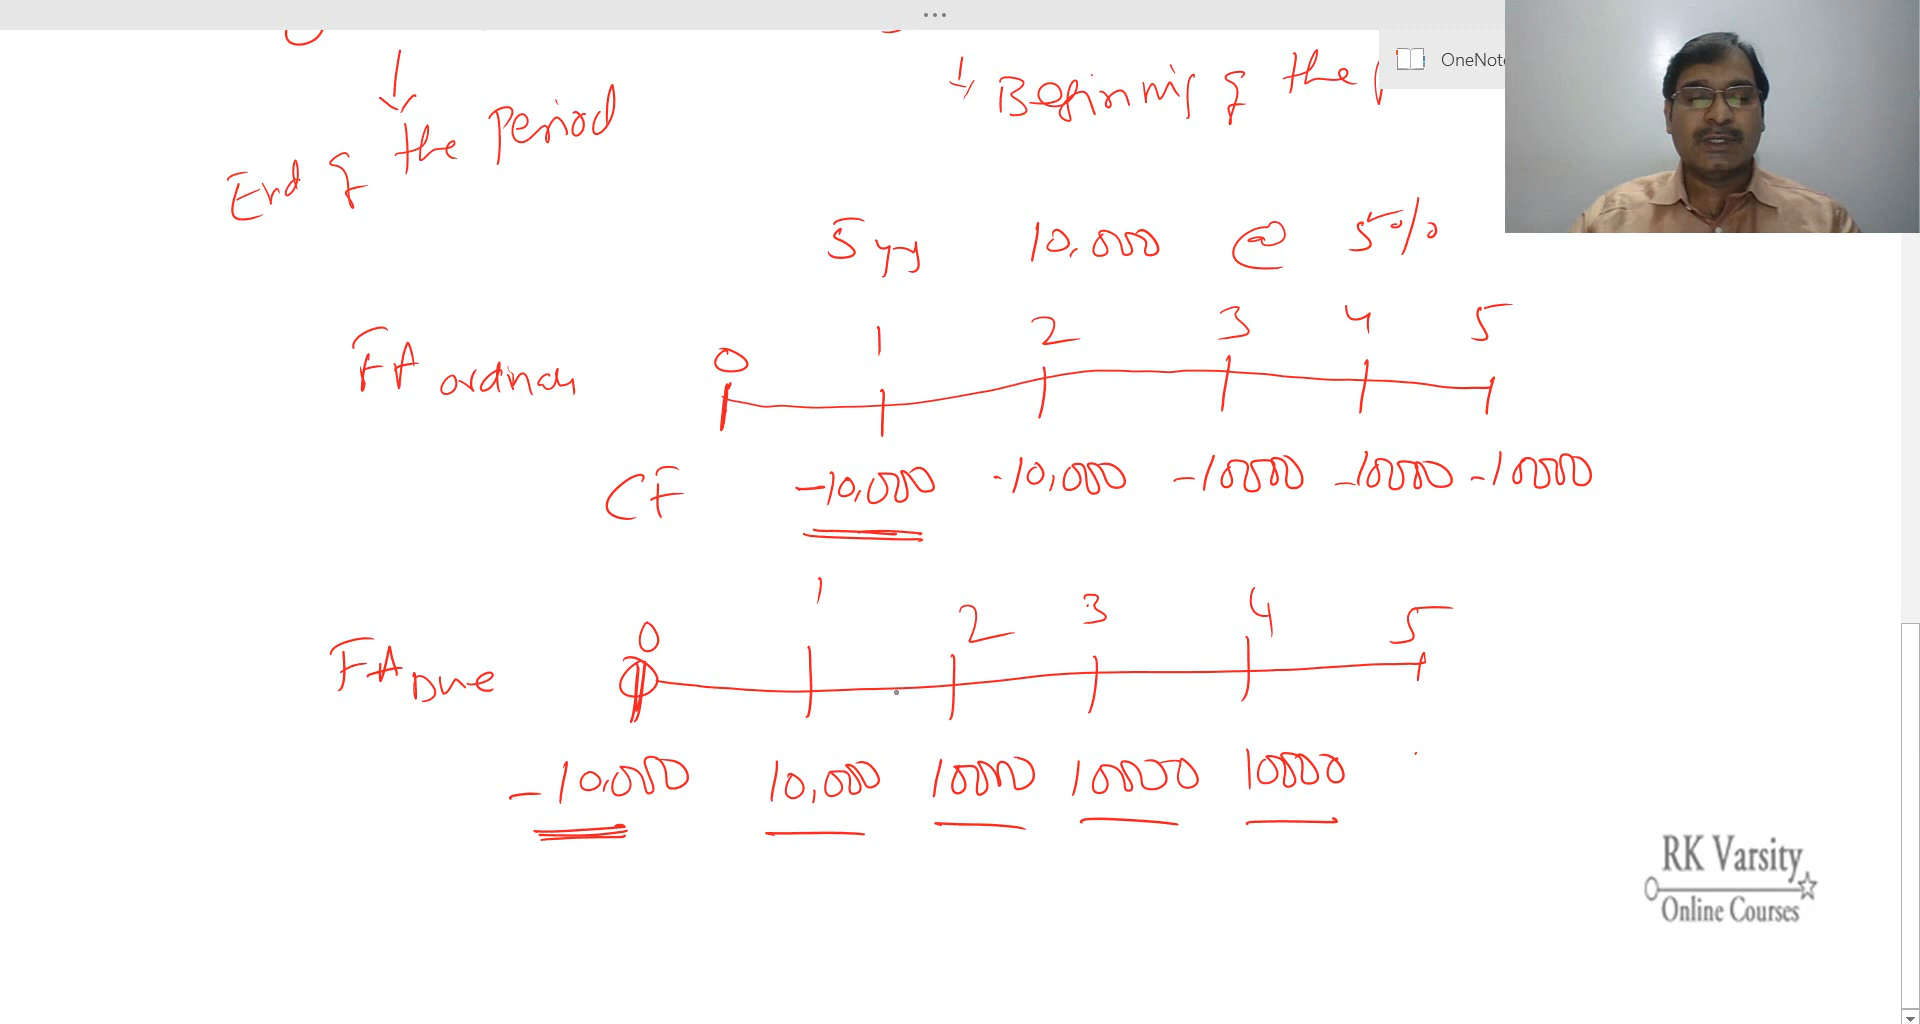 OneNote
Beginning of the
End of the Period
5 yrs 10,000 @ 5%
0 1 2 3 4 5
FA ordinary
CF -10,000 -10,000 -10000 -10000 -10000
0 1 2 3 4 5
FA Due
-10,000 10,000 10000 10000 10000
RK Varsity
Online Courses